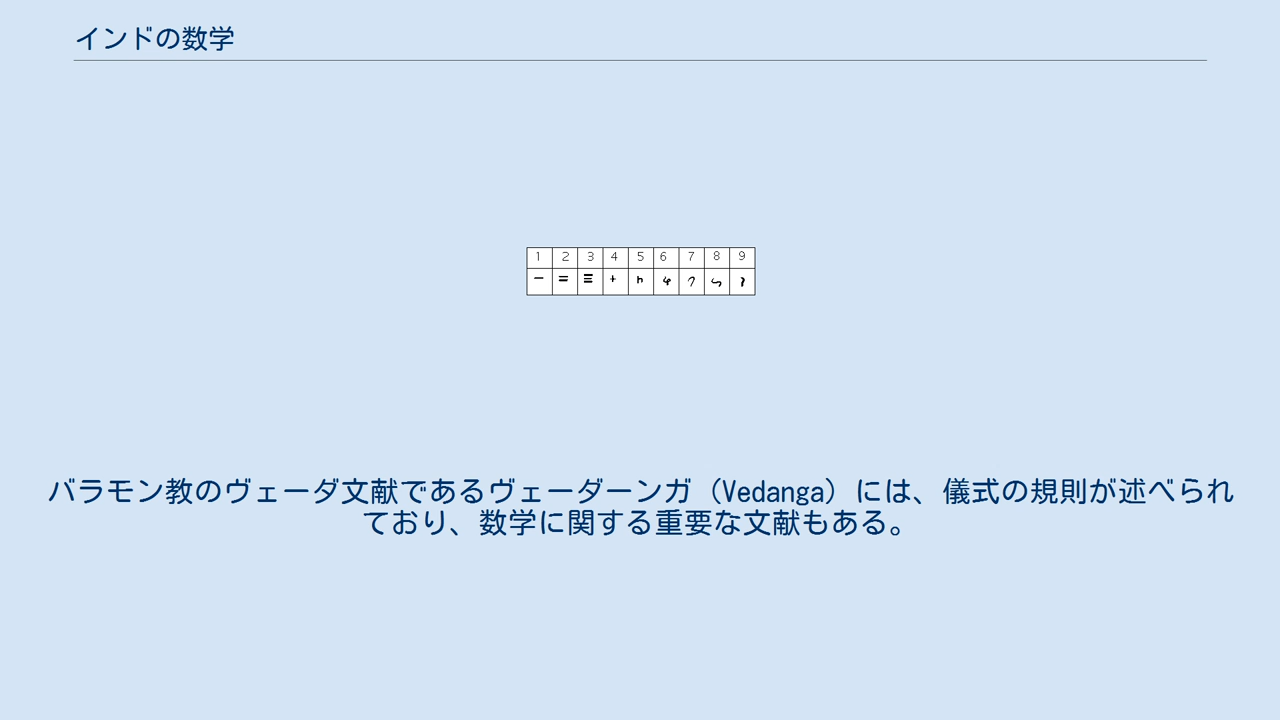 インドの数学
1 2 3 4 5 6 7 8 9
バラモン教のヴェーダ文献であるヴェーダーンガ（Vedanga）には、儀式の規則が述べられ
ており、数学に関する重要な文献もある。